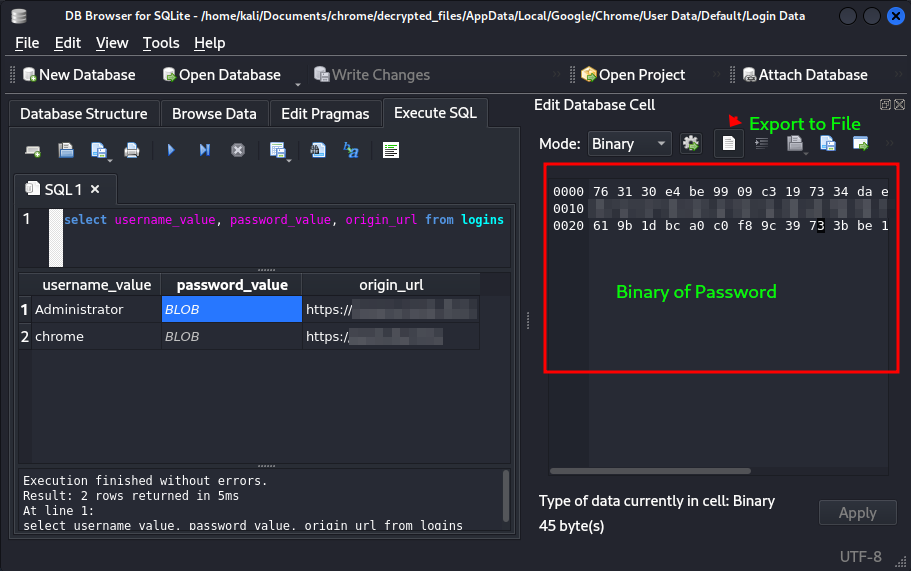 DB Browser for SQLite - /home/kali/Documents/chrome/decrypted_files/AppData/Local/Google/Chrome/User Data/Default/Login Data
File Edit View Tools Help
New Database Open Database Write Changes Open Project Attach Database
Database Structure Browse Data Edit Pragmas Execute SQL
Edit Database Cell
Export to File
Mode: Binary
SQL 1
1 select username_value, password_value, origin_url from logins
0000 76 31 30 e4 be 99 09 c3 19 73 34 da e
0010
0020 61 9b 1d bc a0 c0 f8 9c 39 73 3b be 1
username_value password_value origin_url
1 Administrator BLOB https://
2 chrome BLOB https://
Binary of Password
Execution finished without errors.
Result: 2 rows returned in 5ms
At line 1:
select username_value, password_value, origin_url from logins
Type of data currently in cell: Binary
45 byte(s)
Apply
UTF-8